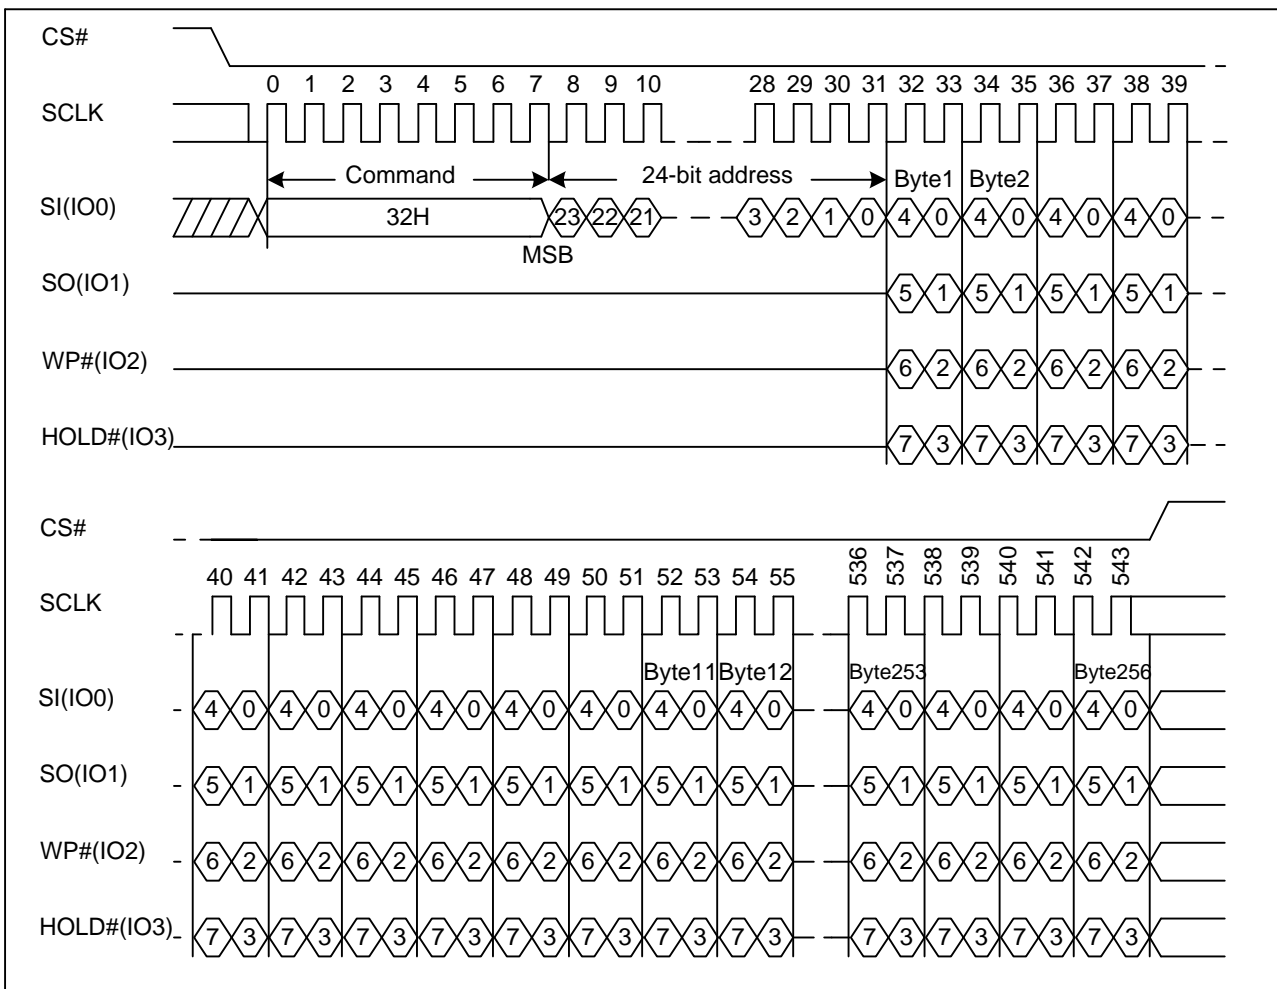 CS#
0 1 2 3 4 5 6 7 8 9 10 28 29 30 31 32 33 34 35 36 37 38 39
SCLK
Command 24-bit address Byte1 Byte2
SI(IO0) 32H 23 22 21 3 2 1 0 4 0 4 0 4 0 4 0
MSB
SO(IO1) 5 1 5 1 5 1 5 1
WP#(IO2) 6 2 6 2 6 2 6 2
HOLD#(IO3) 7 3 7 3 7 3 7 3
CS#
40 41 42 43 44 45 46 47 48 49 50 51 52 53 54 55 536 537 538 539 540 541 542 543
SCLK
Byte11 Byte12 Byte253 Byte256
SI(IO0) 4 0 4 0 4 0 4 0 4 0 4 0 4 0 4 0 4 0 4 0 4 0 4 0
SO(IO1) 5 1 5 1 5 1 5 1 5 1 5 1 5 1 5 1 5 1 5 1 5 1 5 1
WP#(IO2) 6 2 6 2 6 2 6 2 6 2 6 2 6 2 6 2 6 2 6 2 6 2 6 2
HOLD#(IO3) 7 3 7 3 7 3 7 3 7 3 7 3 7 3 7 3 7 3 7 3 7 3 7 3